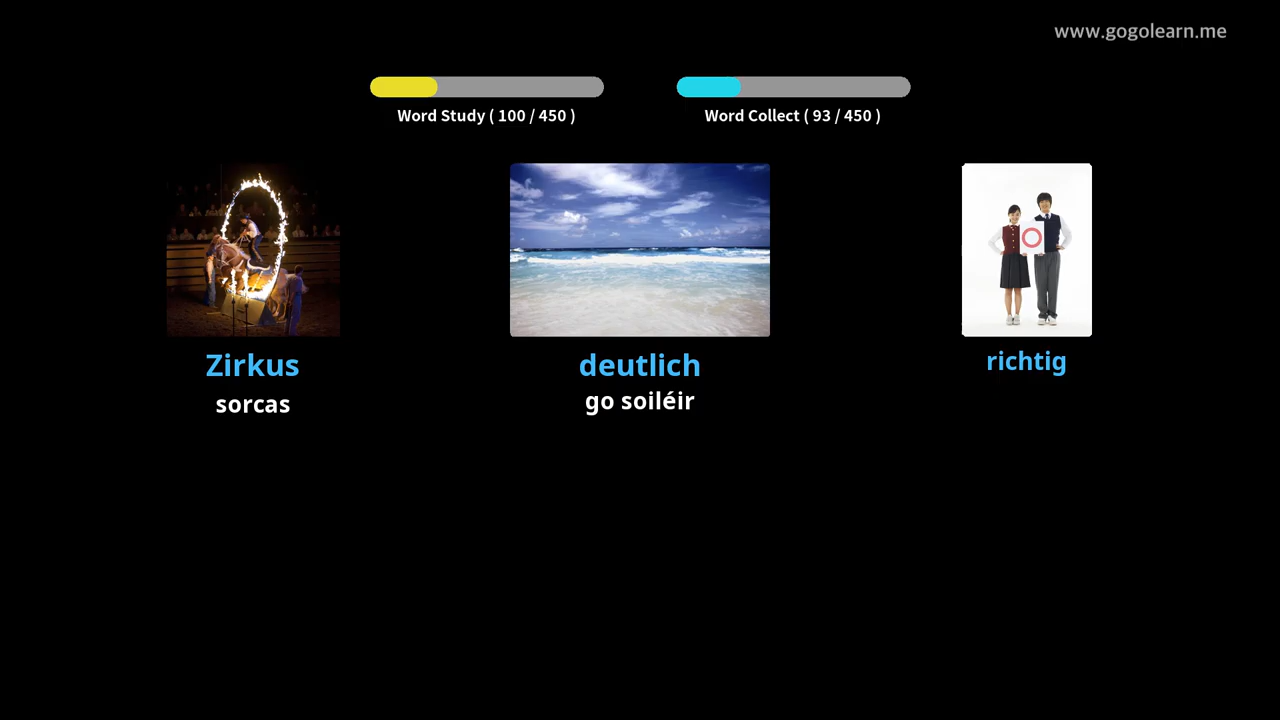 www.gogolearn.me
Word Study ( 100 / 450 )
Word Collect ( 93 / 450 )
Zirkus
sorcas
deutlich
go soiléir
richtig